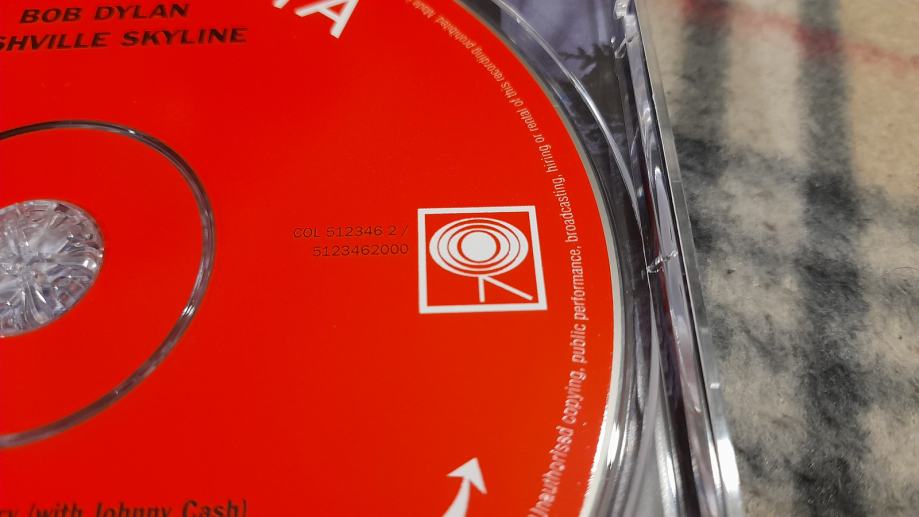 BOB DYLAN
SHVILLE SKYLINE
COL 512346 2 /
5123462000
Unauthorised copying, public performance, broadcasting, hiring or rental of this recording prohibited.
(with Johnny Cash)